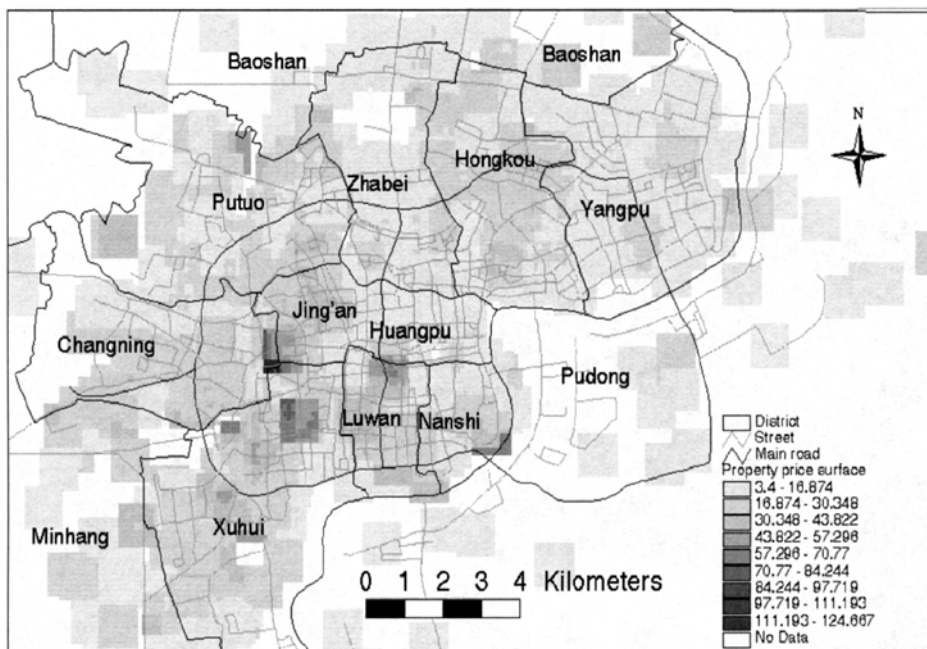 Baoshan
Baoshan
N
Hongkou
Zhabei
Putuo
Yangpu
Jing'an
Huangpu
Changning
Pudong
Luwan
Nanshi
Xuhui
Minhang
0 1 2 3 4 Kilometers
District
Street
Main road
Property price surface
3.4 - 16.874
16.874 - 30.348
30.348 - 43.822
43.822 - 57.296
57.296 - 70.77
70.77 - 84.244
84.244 - 97.719
97.719 - 111.193
111.193 - 124.667
No Data